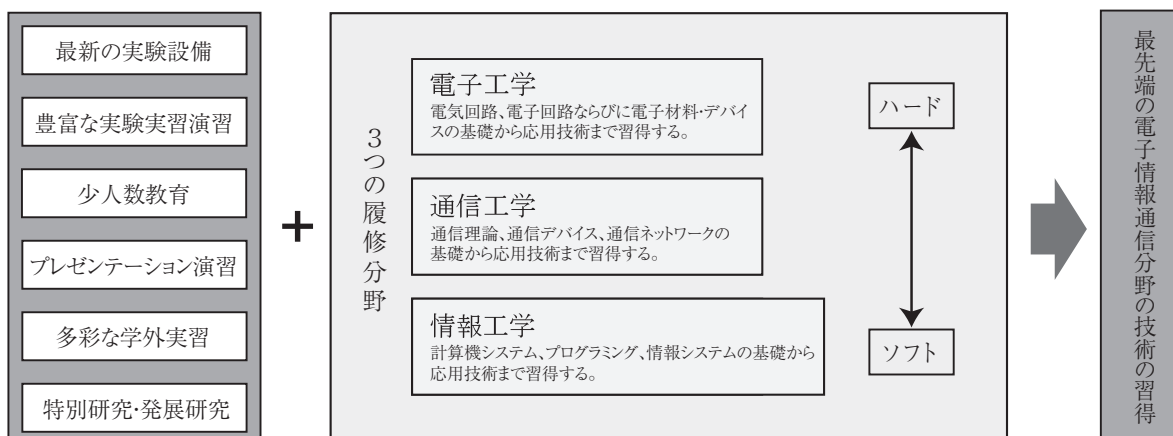 最新の実験設備
豊富な実験実習演習
少人数教育
プレゼンテーション演習
多彩な学外実習
特別研究・発展研究
+
3つの履修分野
電子工学
電気回路、電子回路ならびに電子材料・デバイ
スの基礎から応用技術まで習得する。
通信工学
通信理論、通信デバイス、通信ネットワークの
基礎から応用技術まで習得する。
情報工学
計算機システム、プログラミング、情報システムの基礎から
応用技術まで習得する。
ハード
ソフト
最先端の電子情報通信分野の技術の習得